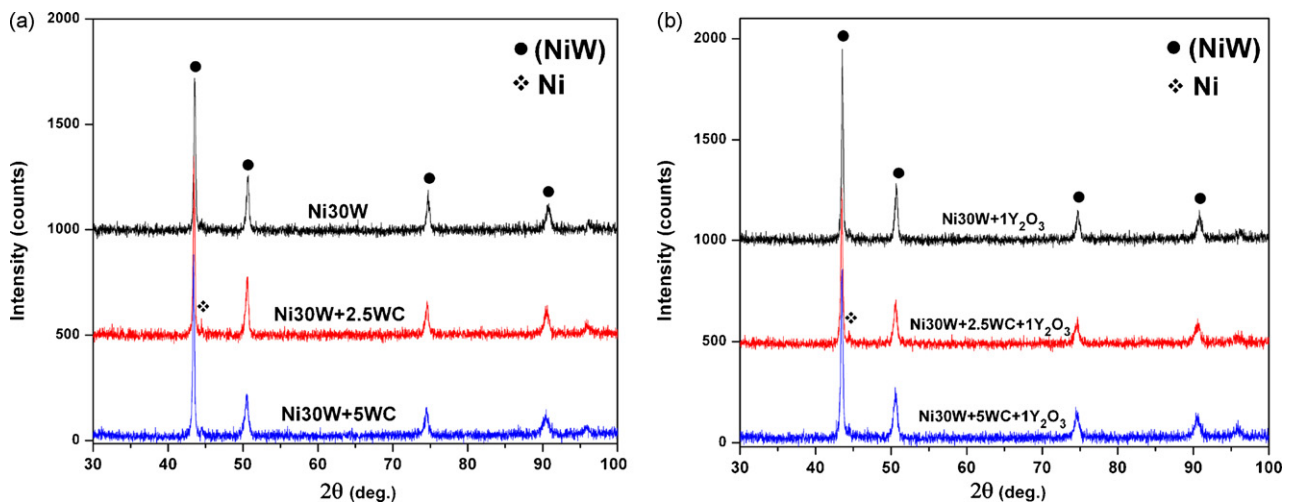 (a)
2000
1500
1000
500
0
Intensity (counts)
● (NiW)
❖ Ni
Ni30W
Ni30W+2.5WC
Ni30W+5WC
30 40 50 60 70 80 90 100
2θ (deg.)
(b)
2000
1500
1000
500
0
Intensity (counts)
● (NiW)
❖ Ni
Ni30W+1Y₂O₃
Ni30W+2.5WC+1Y₂O₃
Ni30W+5WC+1Y₂O₃
30 40 50 60 70 80 90 100
2θ (deg.)